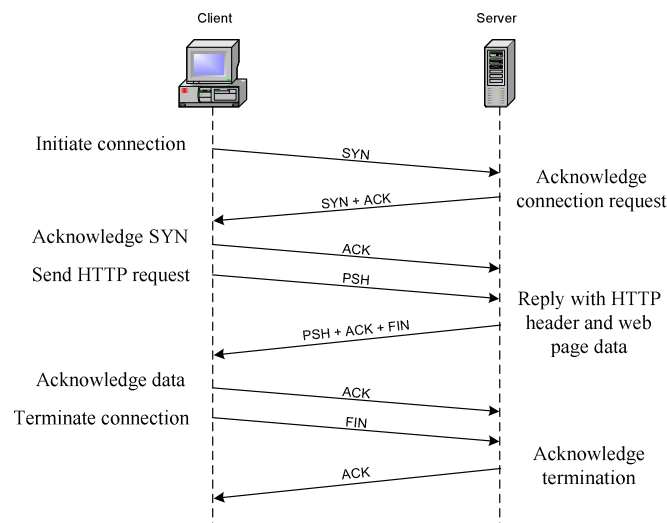 Client
Server
Initiate connection
SYN
Acknowledge
connection request
SYN + ACK
Acknowledge SYN
ACK
Send HTTP request
PSH
Reply with HTTP
header and web
page data
PSH + ACK + FIN
Acknowledge data
ACK
Terminate connection
FIN
Acknowledge
termination
ACK